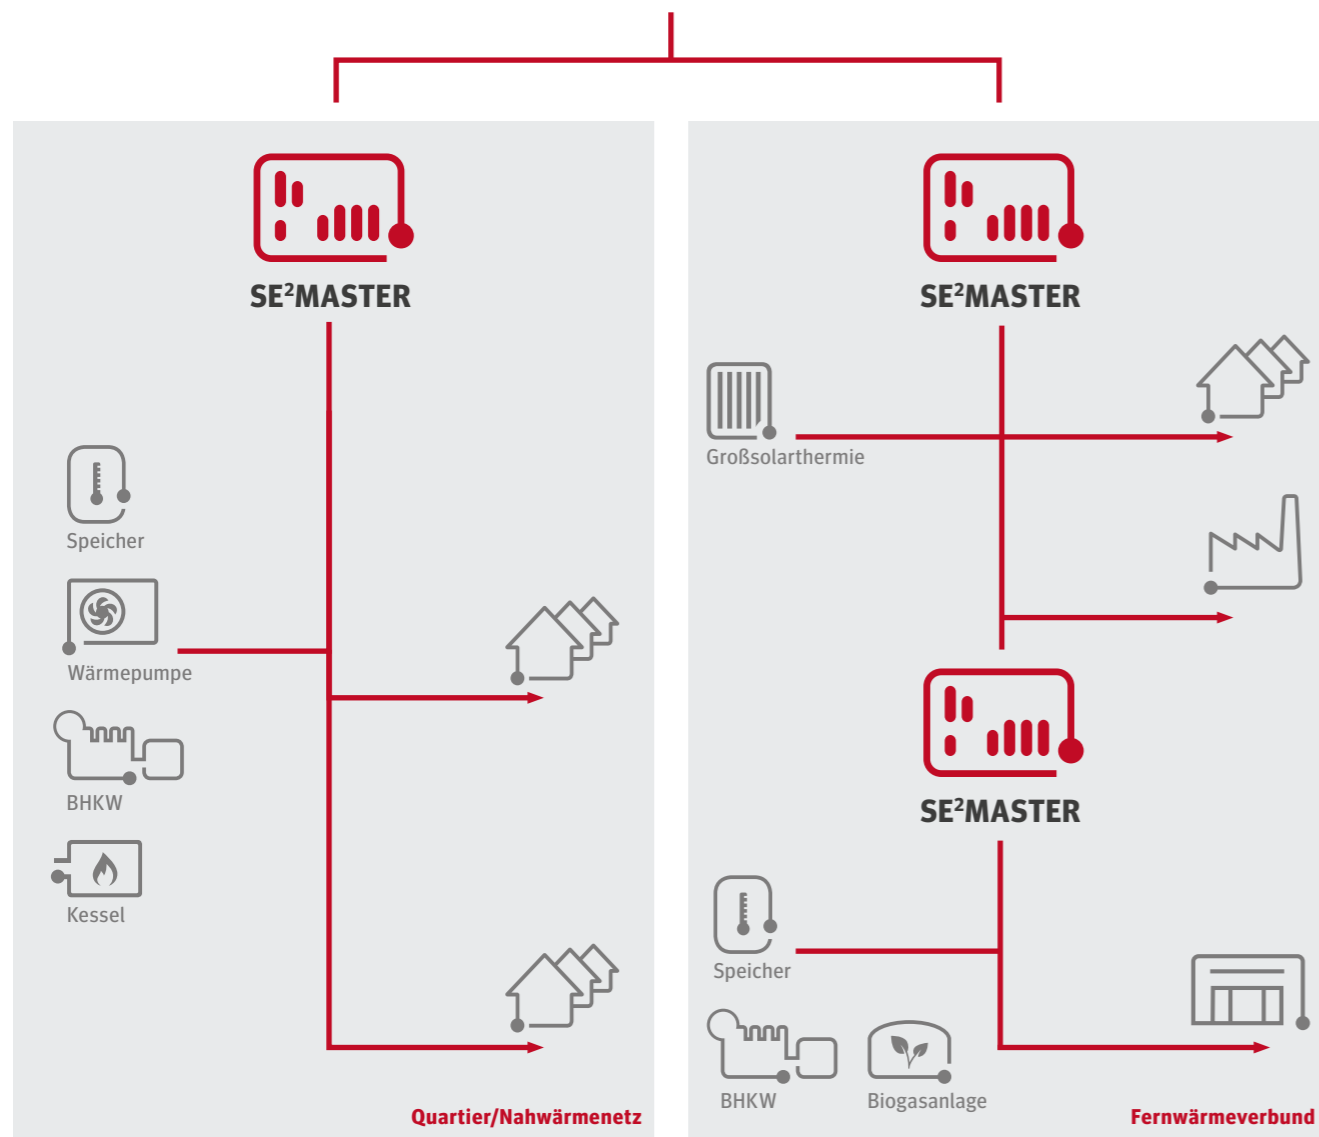 SE²MASTER
Speicher
Wärmepumpe
BHKW
Kessel
Quartier/Nahwärmenetz
SE²MASTER
Großsolarthermie
SE²MASTER
Speicher
BHKW
Biogasanlage
Fernwärmeverbund